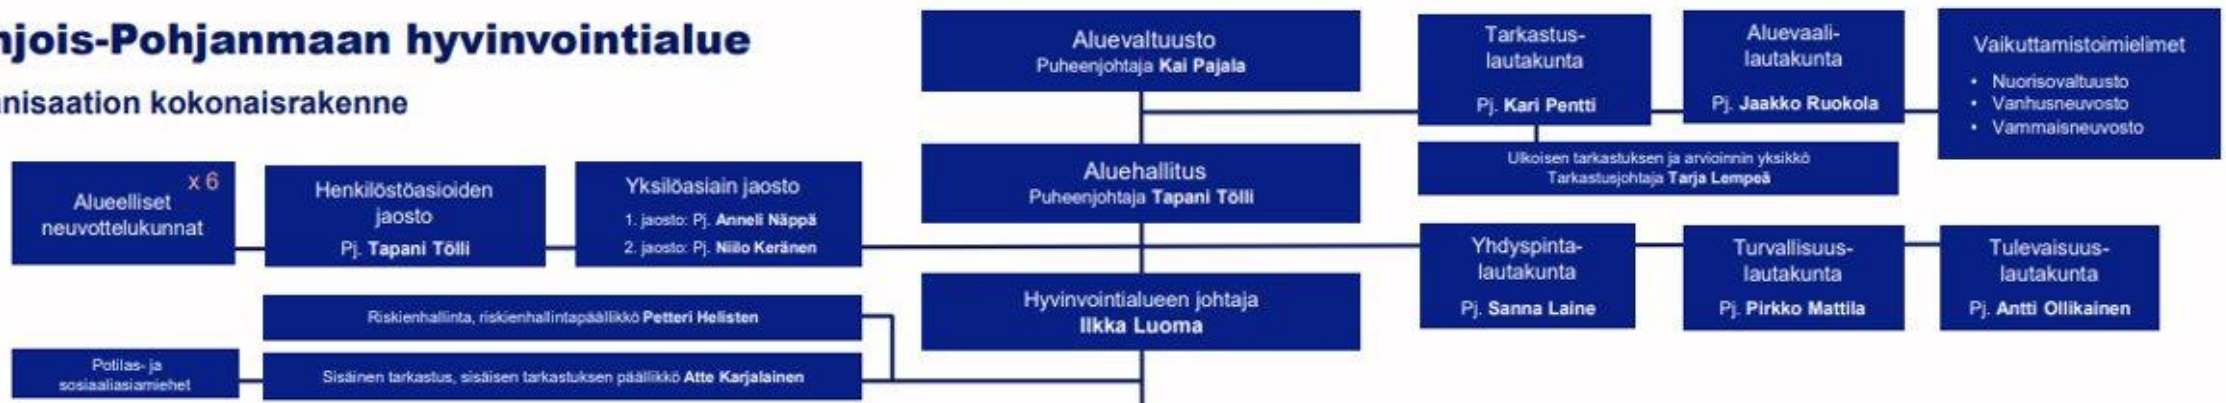 hjois-Pohjanmaan hyvinvointialue
nisaation kokonaisrakenne
Aluevaltuusto
Puheenjohtaja Kai Pajala
Tarkastus-
lautakunta
Pj. Kari Pentti
Aluevaali-
lautakunta
Pj. Jaakko Ruokola
Vaikuttamistoimielimet
• Nuorisovaltuusto
• Vanhusneuvosto
• Vammaisneuvosto
Ulkoisen tarkastuksen ja arvioinnin yksikkö
Tarkastusjohtaja Tarja Lempeä
Aluehallitus
Puheenjohtaja Tapani Tölli
x 6
Alueelliset
neuvottelukunnat
Henkilöstöasioiden
jaosto
Pj. Tapani Tölli
Yksilöasiain jaosto
1. jaosto: Pj. Anneli Näppä
2. jaosto: Pj. Niilo Keränen
Yhdyspinta-
lautakunta
Pj. Sanna Laine
Turvallisuus-
lautakunta
Pj. Pirkko Mattila
Tulevaisuus-
lautakunta
Pj. Antti Ollikainen
Hyvinvointialueen johtaja
Ilkka Luoma
Riskienhallinta, riskienhallintapäällikkö Petteri Helisten
Potilas- ja
sosiaaliasiamiehet
Sisäinen tarkastus, sisäisen tarkastuksen päällikkö Atte Karjalainen